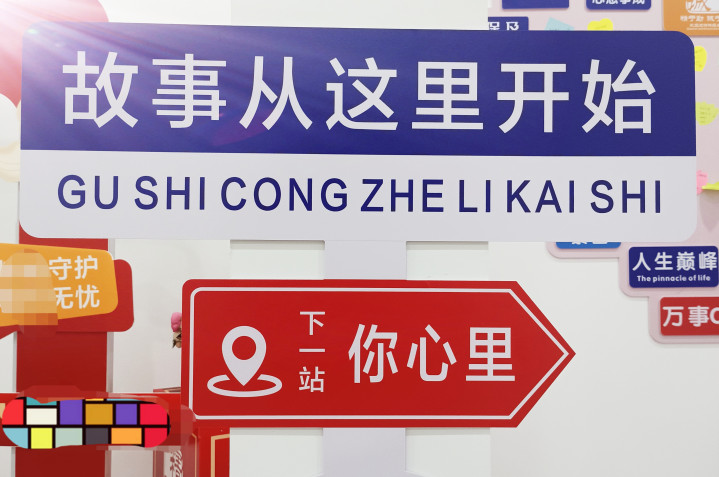 故事从这里开始
GU SHI CONG ZHE LI KAI SHI
守护
无忧
人生巅峰
The pinnacle of life
下一站
你心里